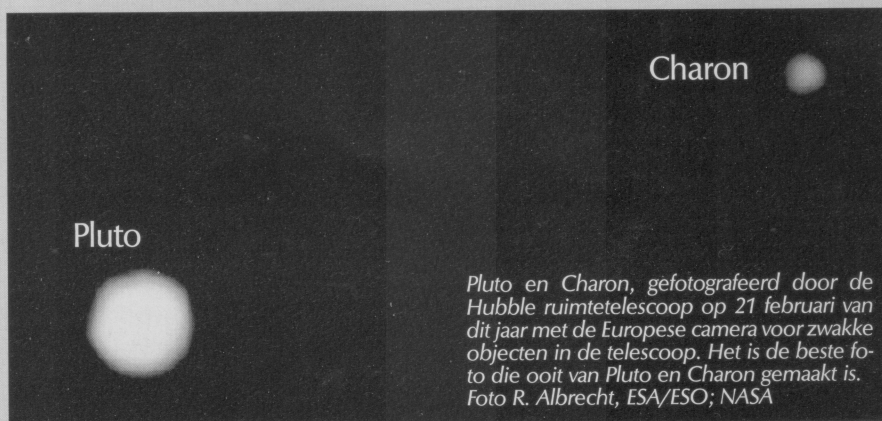 Charon
Pluto
Pluto en Charon, gefotografeerd door de
Hubble ruimtetelescoop op 21 februari van
dit jaar met de Europese camera voor zwakke
objecten in de telescoop. Het is de beste fo-
to die ooit van Pluto en Charon gemaakt is.
Foto R. Albrecht, ESA/ESO; NASA